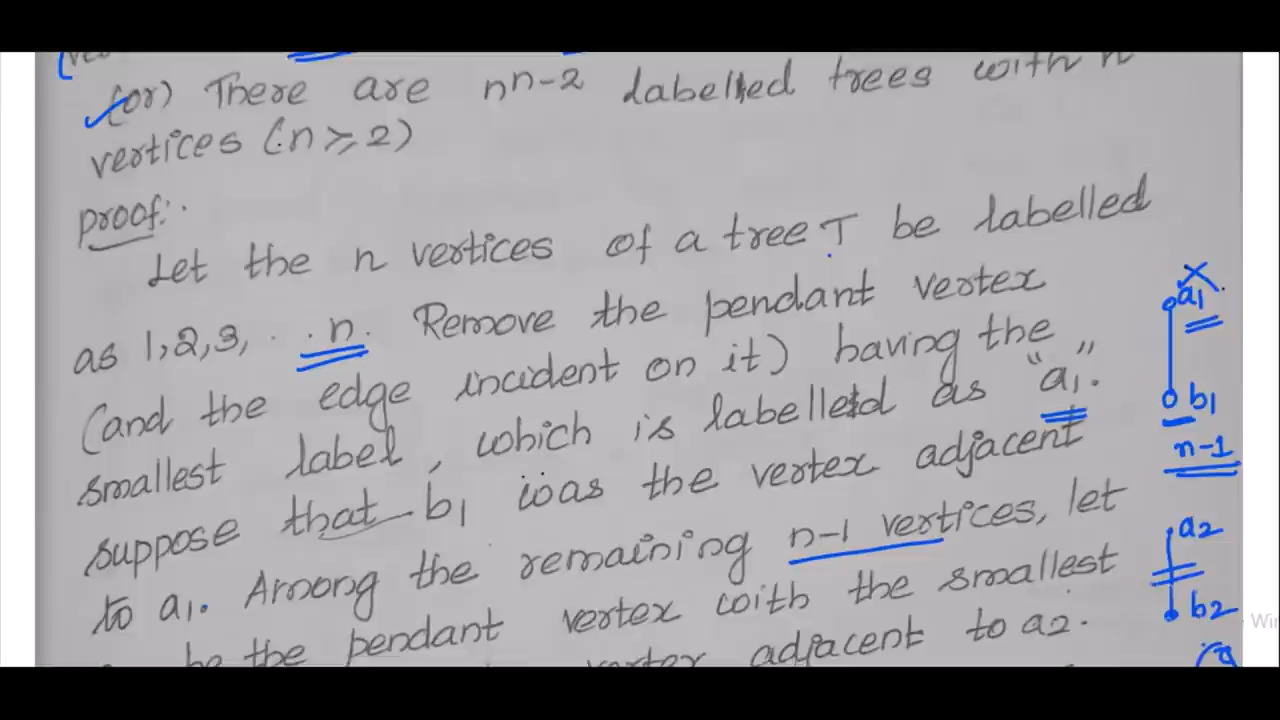 (or) There are n^n-2 labelled trees with n
vertices (n ≥ 2)
proof:.
Let the n vertices of a tree T be labelled
as 1,2,3, . . n. Remove the pendant vertex
(and the edge incident on it) having the
smallest label, which is labelled as "a1".
suppose that b1 was the vertex adjacent
to a1. Among the remaining n-1 vertices, let
be the pendant vertex with the smallest
vertex adjacent to a2.
a1
b1
n-1
a2
b2